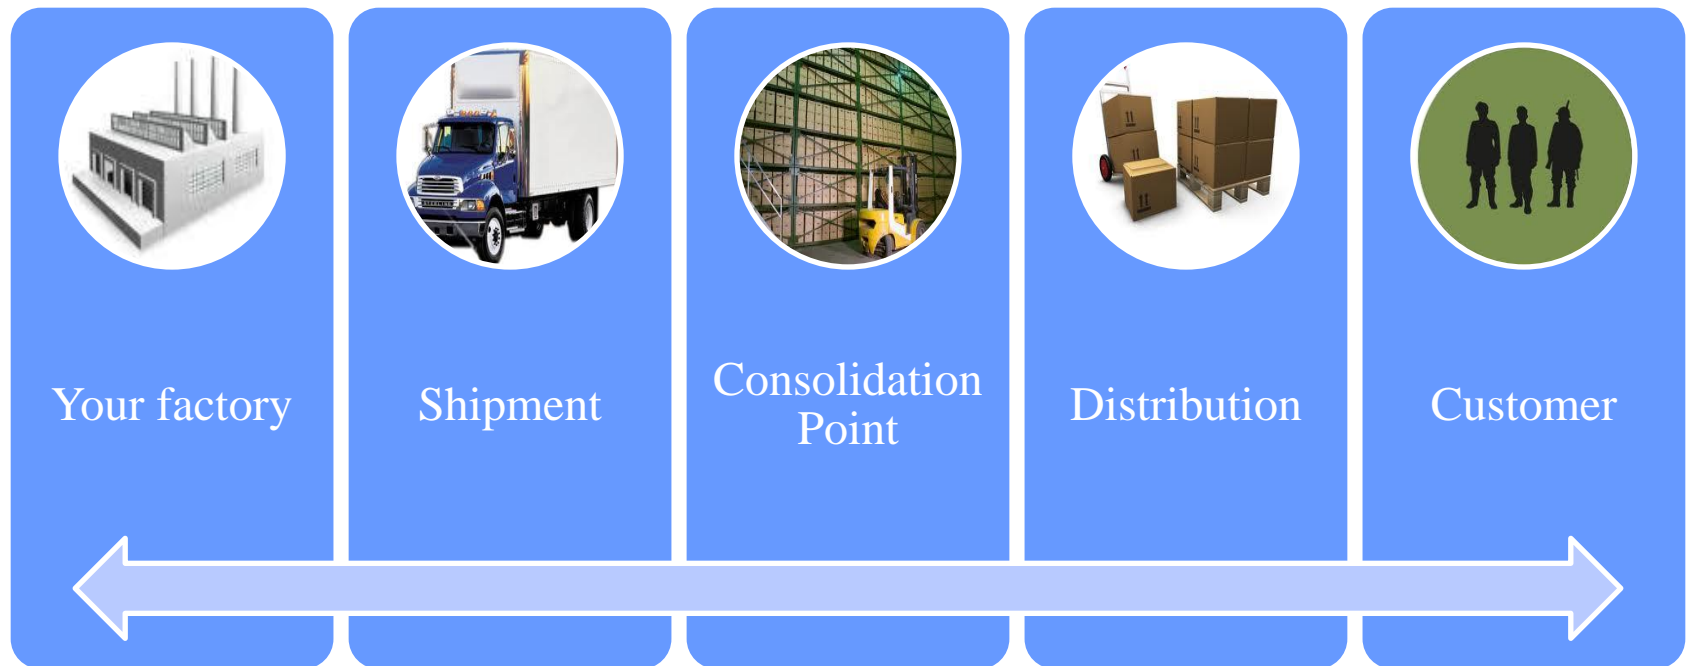 Your factory
Shipment
Consolidation
Point
Distribution
Customer